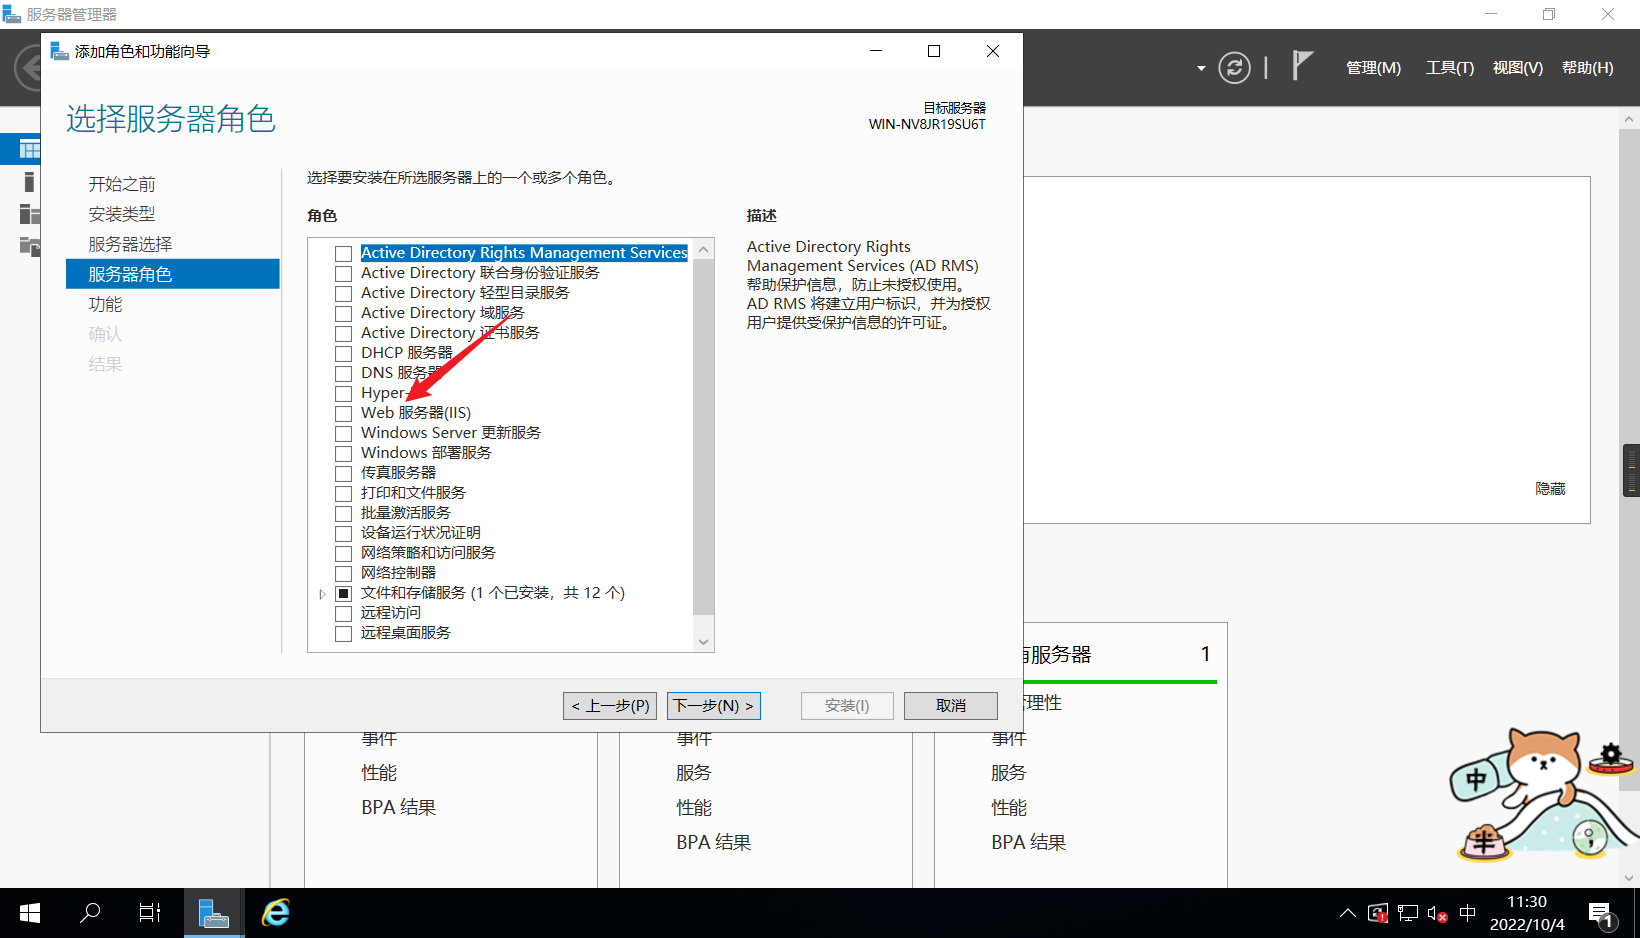 服务器管理器
管理(M) 工具(T) 视图(V) 帮助(H)
添加角色和功能向导
选择服务器角色
目标服务器
WIN-NV8JR19SU6T
开始之前
安装类型
服务器选择
服务器角色
功能
确认
结果
选择要安装在所选服务器上的一个或多个角色。
角色
Active Directory Rights Management Services
Active Directory 联合身份验证服务
Active Directory 轻型目录服务
Active Directory 域服务
Active Directory 证书服务
DHCP 服务器
DNS 服务器
Hyper-
Web 服务器(IIS)
Windows Server 更新服务
Windows 部署服务
传真服务器
打印和文件服务
批量激活服务
设备运行状况证明
网络策略和访问服务
网络控制器
文件和存储服务 (1 个已安装，共 12 个)
远程访问
远程桌面服务
描述
Active Directory Rights
Management Services (AD RMS)
帮助保护信息，防止未授权使用。
AD RMS 将建立用户标识，并为授权
用户提供受保护信息的许可证。
< 上一步(P) 下一步(N) > 安装(I) 取消
隐藏
有服务器 1
理性
事件
性能
BPA 结果
事件
服务
性能
BPA 结果
事件
服务
性能
BPA 结果
中
半
中
11:30
2022/10/4
1